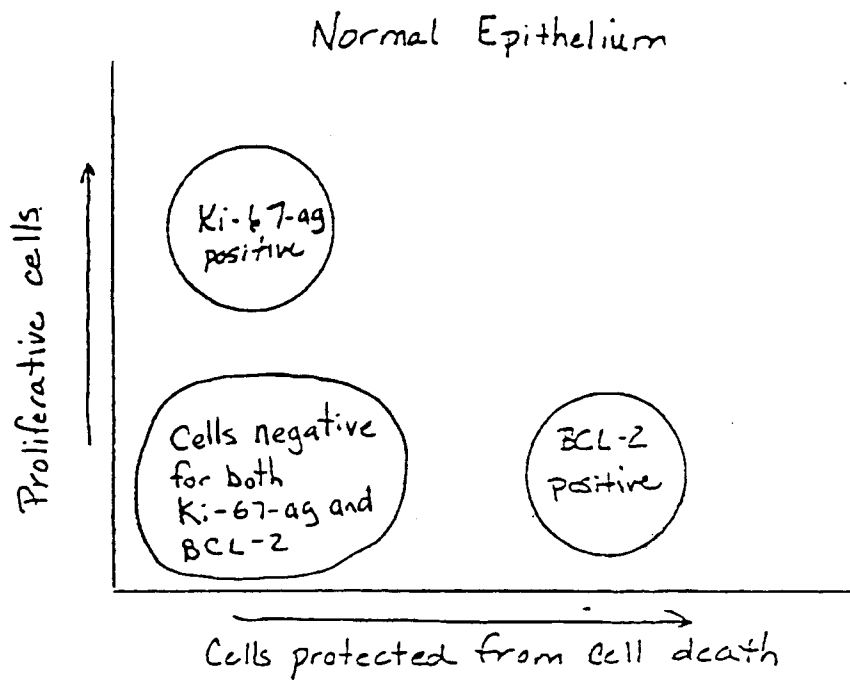 Normal Epithelium
Proliferative cells
Ki-67-ag
positive
Cells negative
for both
Ki-67-ag and
BCL-2
BCL-2
positive
Cells protected from cell death